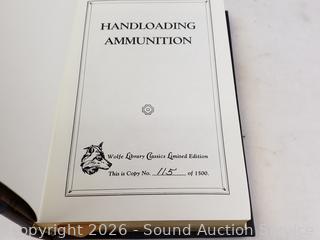 HANDLOADING
AMMUNITION
Wolfe Library Classics Limited Edition
This is Copy No. 115 of 1500.
Copyright 2026 - Sound Auction Service